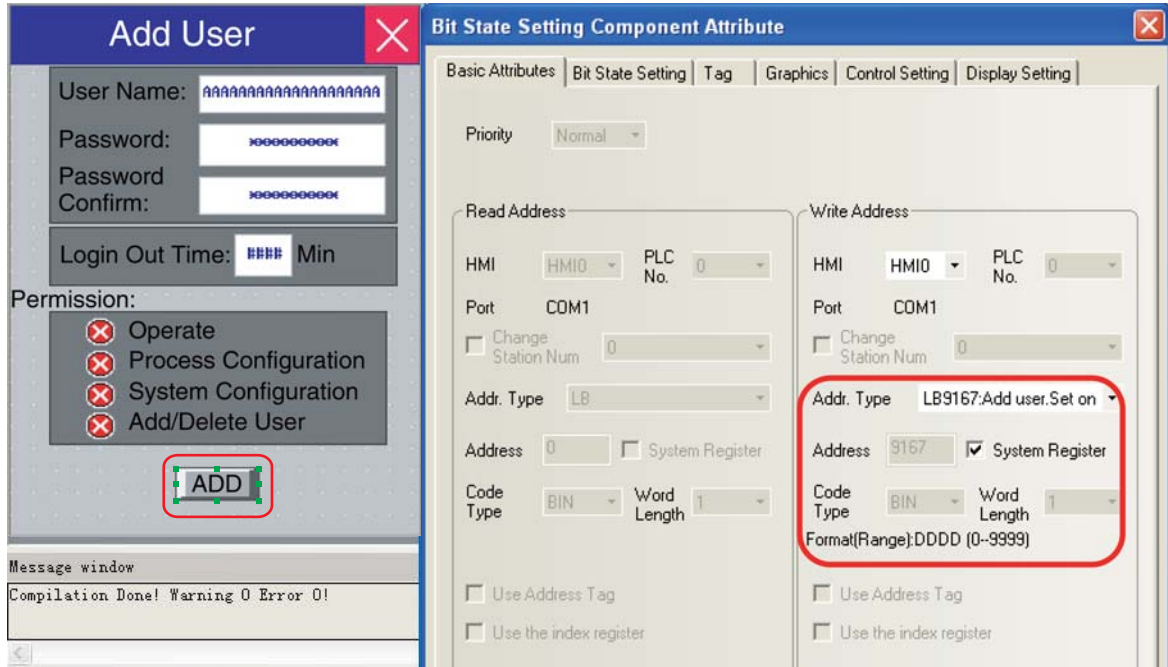 Add User
User Name: AAAAAAAAAAAAAAAAAAAA
Password: **********
Password
Confirm: **********
Login Out Time: #### Min
Permission:
Operate
Process Configuration
System Configuration
Add/Delete User
ADD
Message window
Compilation Done! Warning 0 Error 0!
Bit State Setting Component Attribute
Basic Attributes Bit State Setting Tag Graphics Control Setting Display Setting
Priority Normal
Read Address
HMI HMI0 PLC No. 0
Port COM1
Change Station Num 0
Addr. Type LB
Address 0 System Register
Code Type BIN Word Length 1
Use Address Tag
Use the index register
Write Address
HMI HMI0 PLC No. 0
Port COM1
Change Station Num 0
Addr. Type LB9167:Add user.Set on
Address 9167 System Register
Code Type BIN Word Length 1
Format(Range):DDDD (0--9999)
Use Address Tag
Use the index register